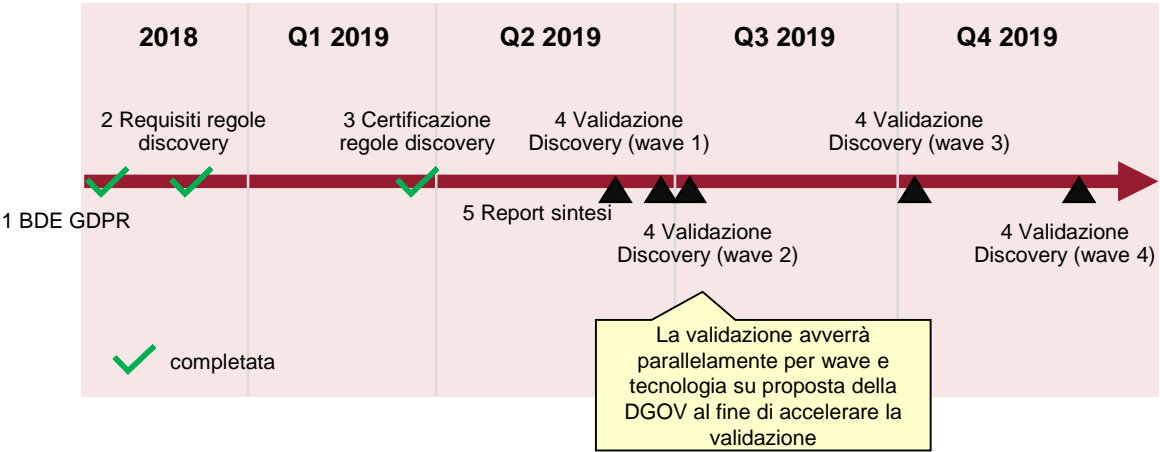 2018
Q1 2019
Q2 2019
Q3 2019
Q4 2019
2 Requisiti regole
discovery
3 Certificazione
regole discovery
4 Validazione
Discovery (wave 1)
4 Validazione
Discovery (wave 3)
1 BDE GDPR
5 Report sintesi
4 Validazione
Discovery (wave 2)
4 Validazione
Discovery (wave 4)
completata
La validazione avverrà
parallelamente per wave e
tecnologia su proposta della
DGOV al fine di accelerare la
validazione